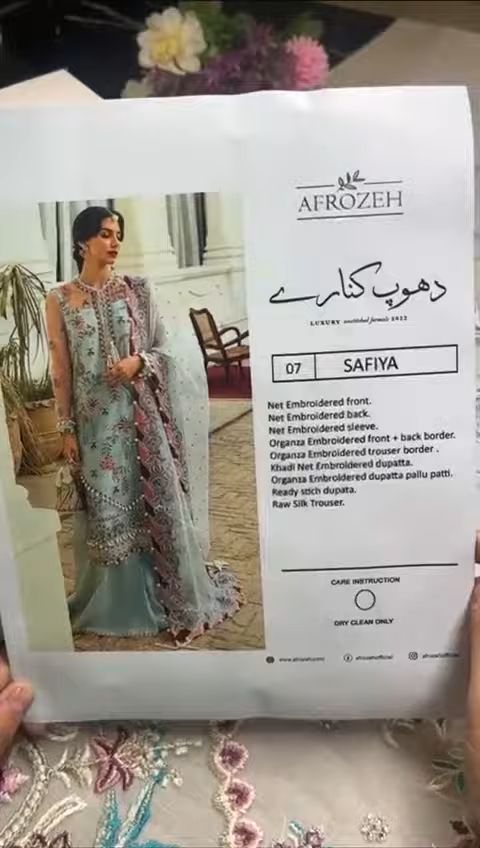 AFROZEH
دھوپ کنارے
LUXURY unstitched formals 2022
07 SAFIYA
Net Embroidered front.
Net Embroidered back.
Net Embroidered sleeve.
Organza Embroidered front + back border.
Organza Embroidered trouser border .
Khadi Net Embroidered dupatta.
Organza Embroidered dupatta pallu patti.
Ready stich dupata.
Raw Silk Trouser.
CARE INSTRUCTION
DRY CLEAN ONLY